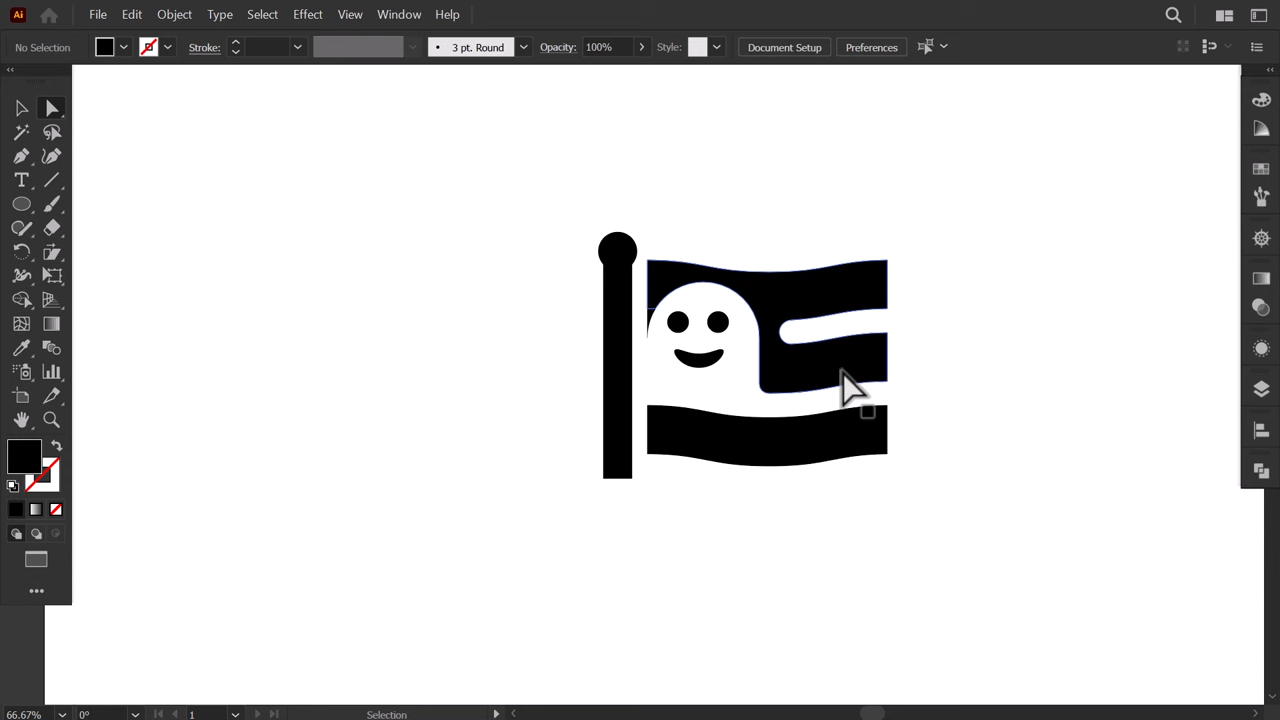 Ai File Edit Object Type Select Effect View Window Help
No Selection Stroke: 3 pt. Round Opacity: 100% Style: Document Setup Preferences
T
66.67% 0° 1 Selection